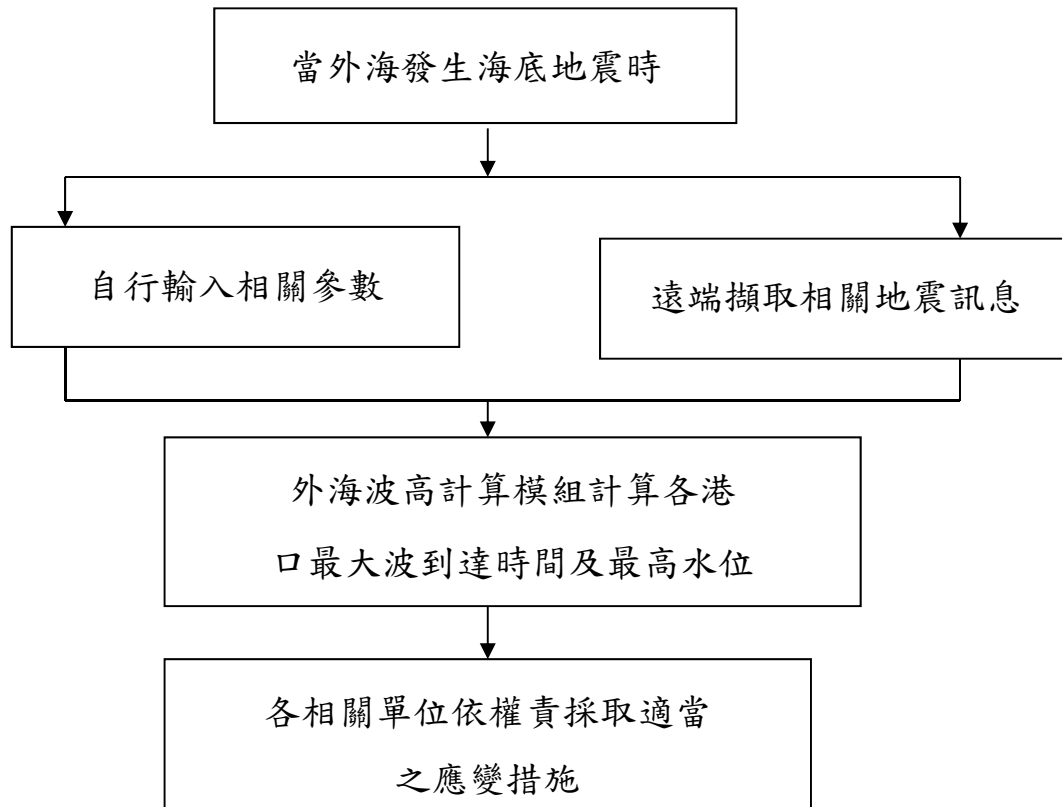 當外海發生海底地震時
自行輸入相關參數
遠端擷取相關地震訊息
外海波高計算模組計算各港
口最大波到達時間及最高水位
各相關單位依權責採取適當
之應變措施